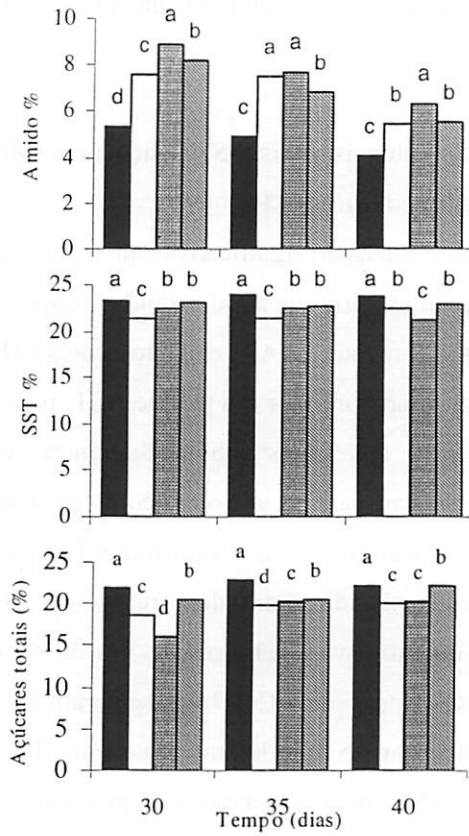 10
8
6
4
2
0
Amido %
d c a b
c a a b
c b a b
25
20
15
10
5
0
SST %
a c b b
a c b b
a b c b
25
20
15
10
5
0
Açúcares totais (%)
a c d b
a d c b
a c c b
30 35 40
Tempo (dias)